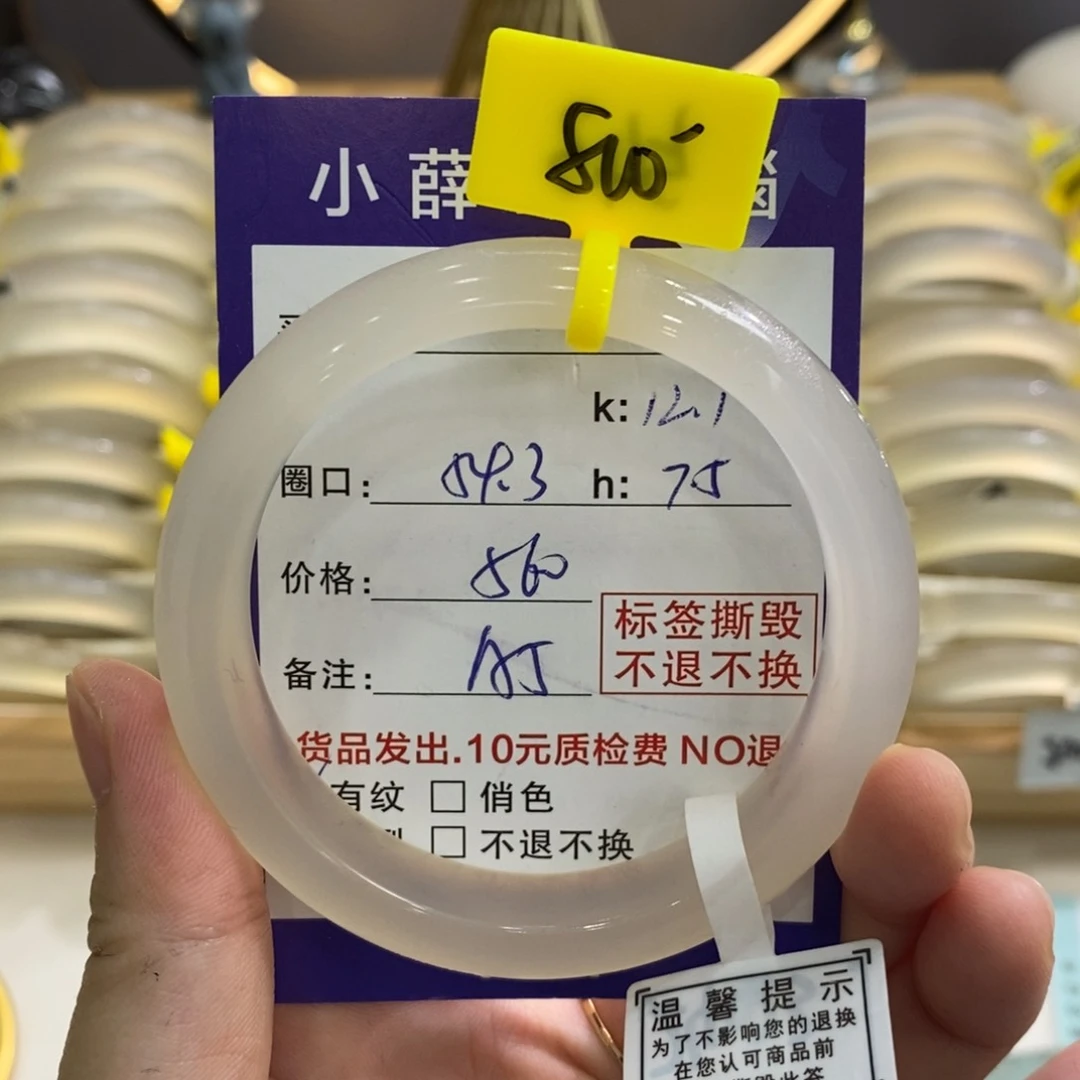 小薛
k: 12.1
圈口: 54.3 h: 7.5
价格: 560
备注:
标签撕毁
不退不换
货品发出.10元质检费 NO退
有纹 □ 俏色
□ 不退不换
温馨提示
为了不影响您的退换
在您认可商品前